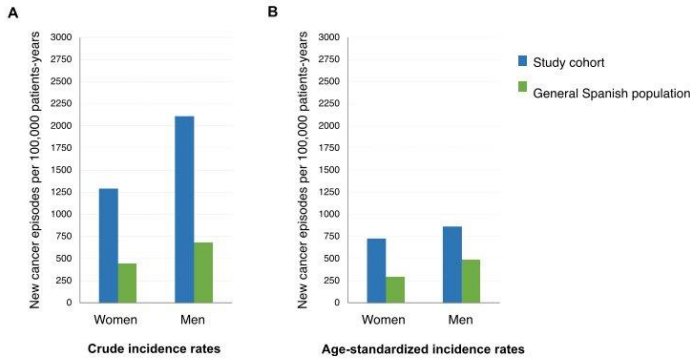 A
New cancer episodes per 100,000 patients-years
3000
2750
2500
2250
2000
1750
1500
1250
1000
750
500
250
0
Women
Men
Crude incidence rates
B
New cancer episodes per 100,000 patients-years
3000
2750
2500
2250
2000
1750
1500
1250
1000
750
500
250
0
Women
Men
Age-standardized incidence rates
Study cohort
General Spanish population